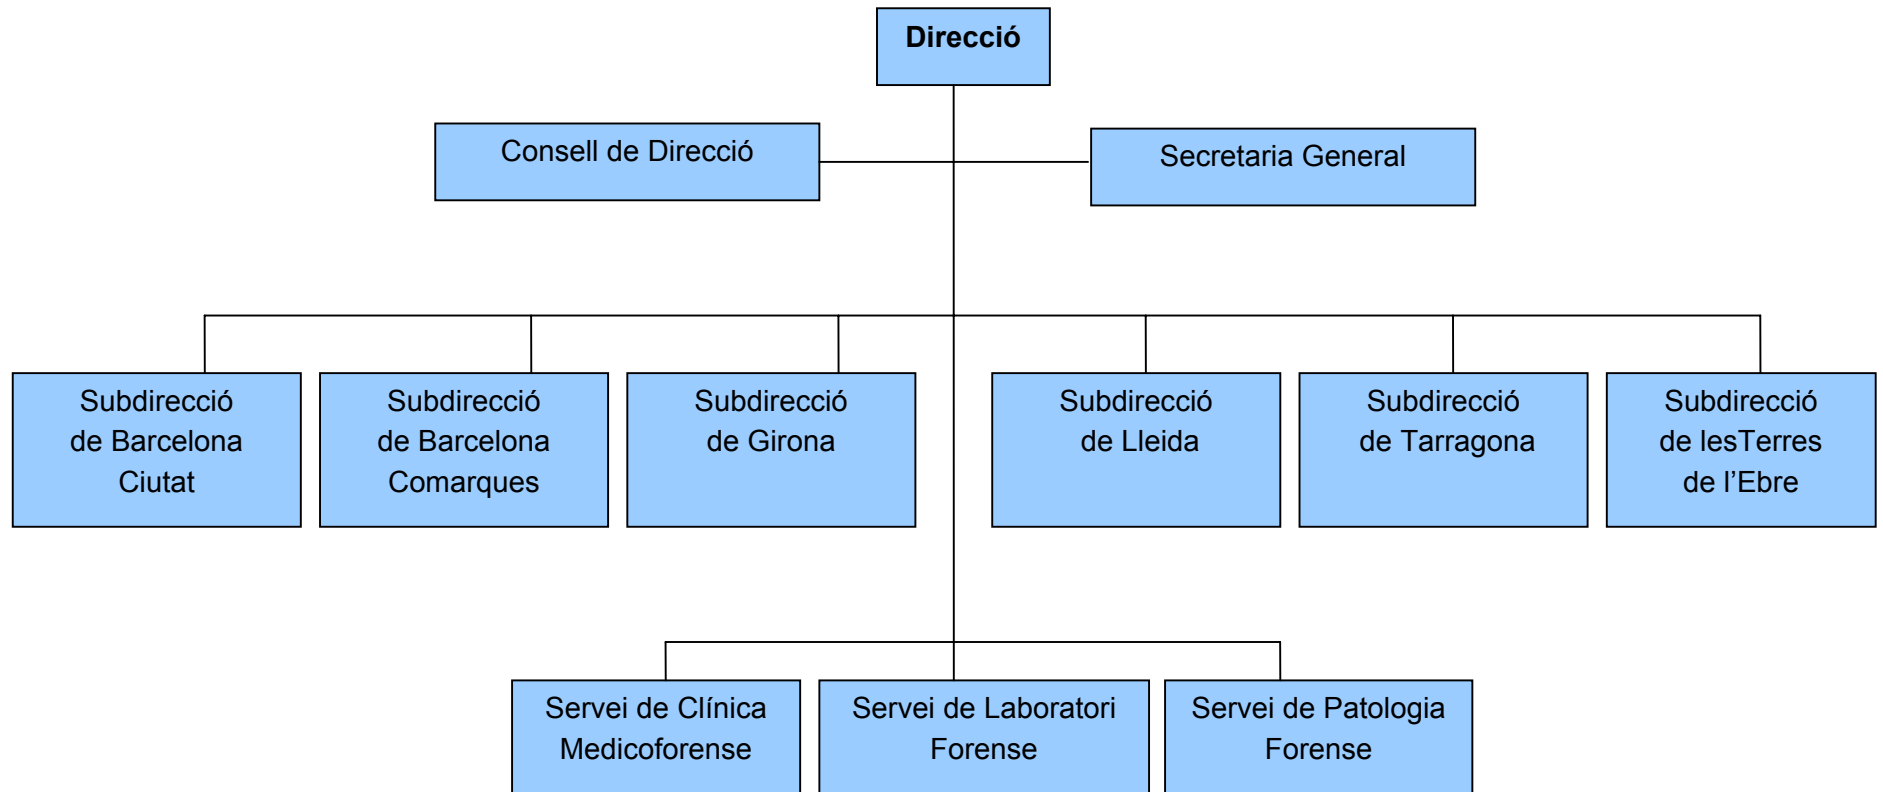 Direcció
Consell de Direcció
Secretaria General
Subdirecció
de Barcelona
Ciutat
Subdirecció
de Barcelona
Comarques
Subdirecció
de Girona
Subdirecció
de Lleida
Subdirecció
de Tarragona
Subdirecció
de lesTerres
de l’Ebre
Servei de Clínica
Medicoforense
Servei de Laboratori
Forense
Servei de Patologia
Forense